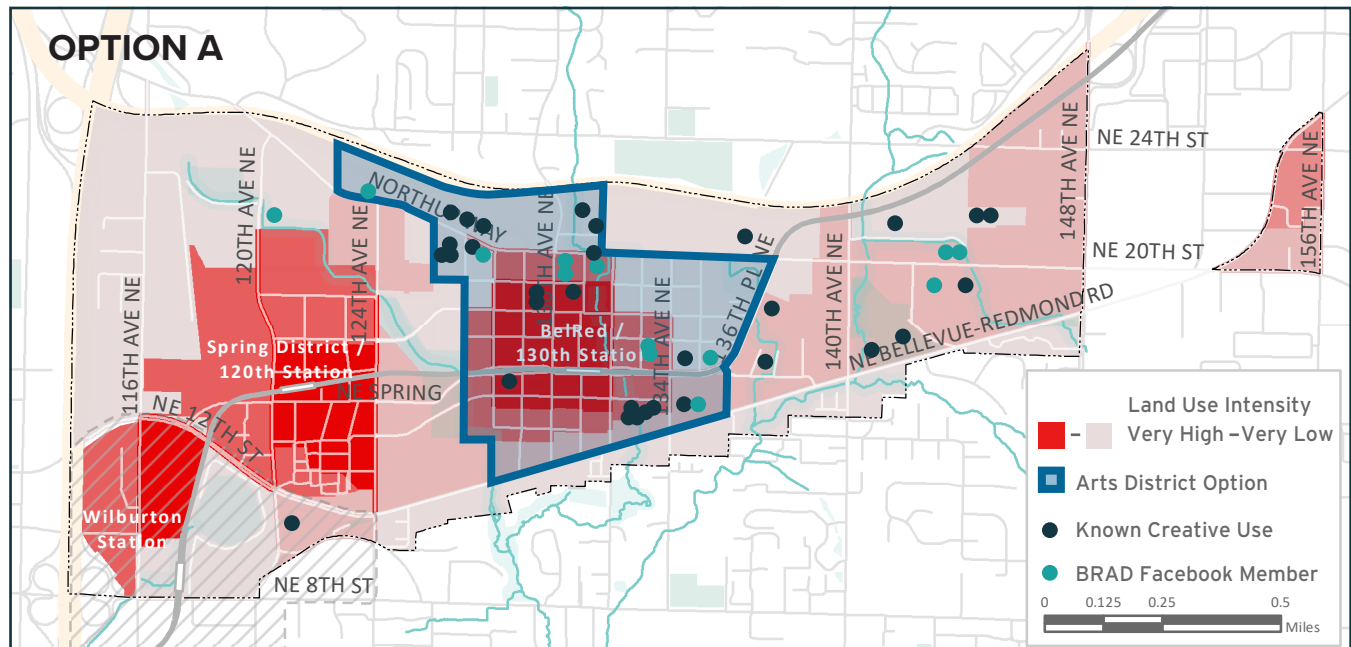 OPTION A
NORTHUP WAY
120TH AVE NE
124TH AVE NE
130TH AVE NE
116TH AVE NE
134TH AVE NE
136TH PL NE
140TH AVE NE
148TH AVE NE
156TH AVE NE
NE 24TH ST
NE 20TH ST
NE BELLEVUE-REDMOND RD
BelRed /
130th Station
Spring District /
120th Station
NE SPRING
NE 12TH ST
Wilburton
Station
NE 8TH ST
Land Use Intensity
Very High – Very Low
Arts District Option
Known Creative Use
BRAD Facebook Member
0 0.125 0.25 0.5
Miles